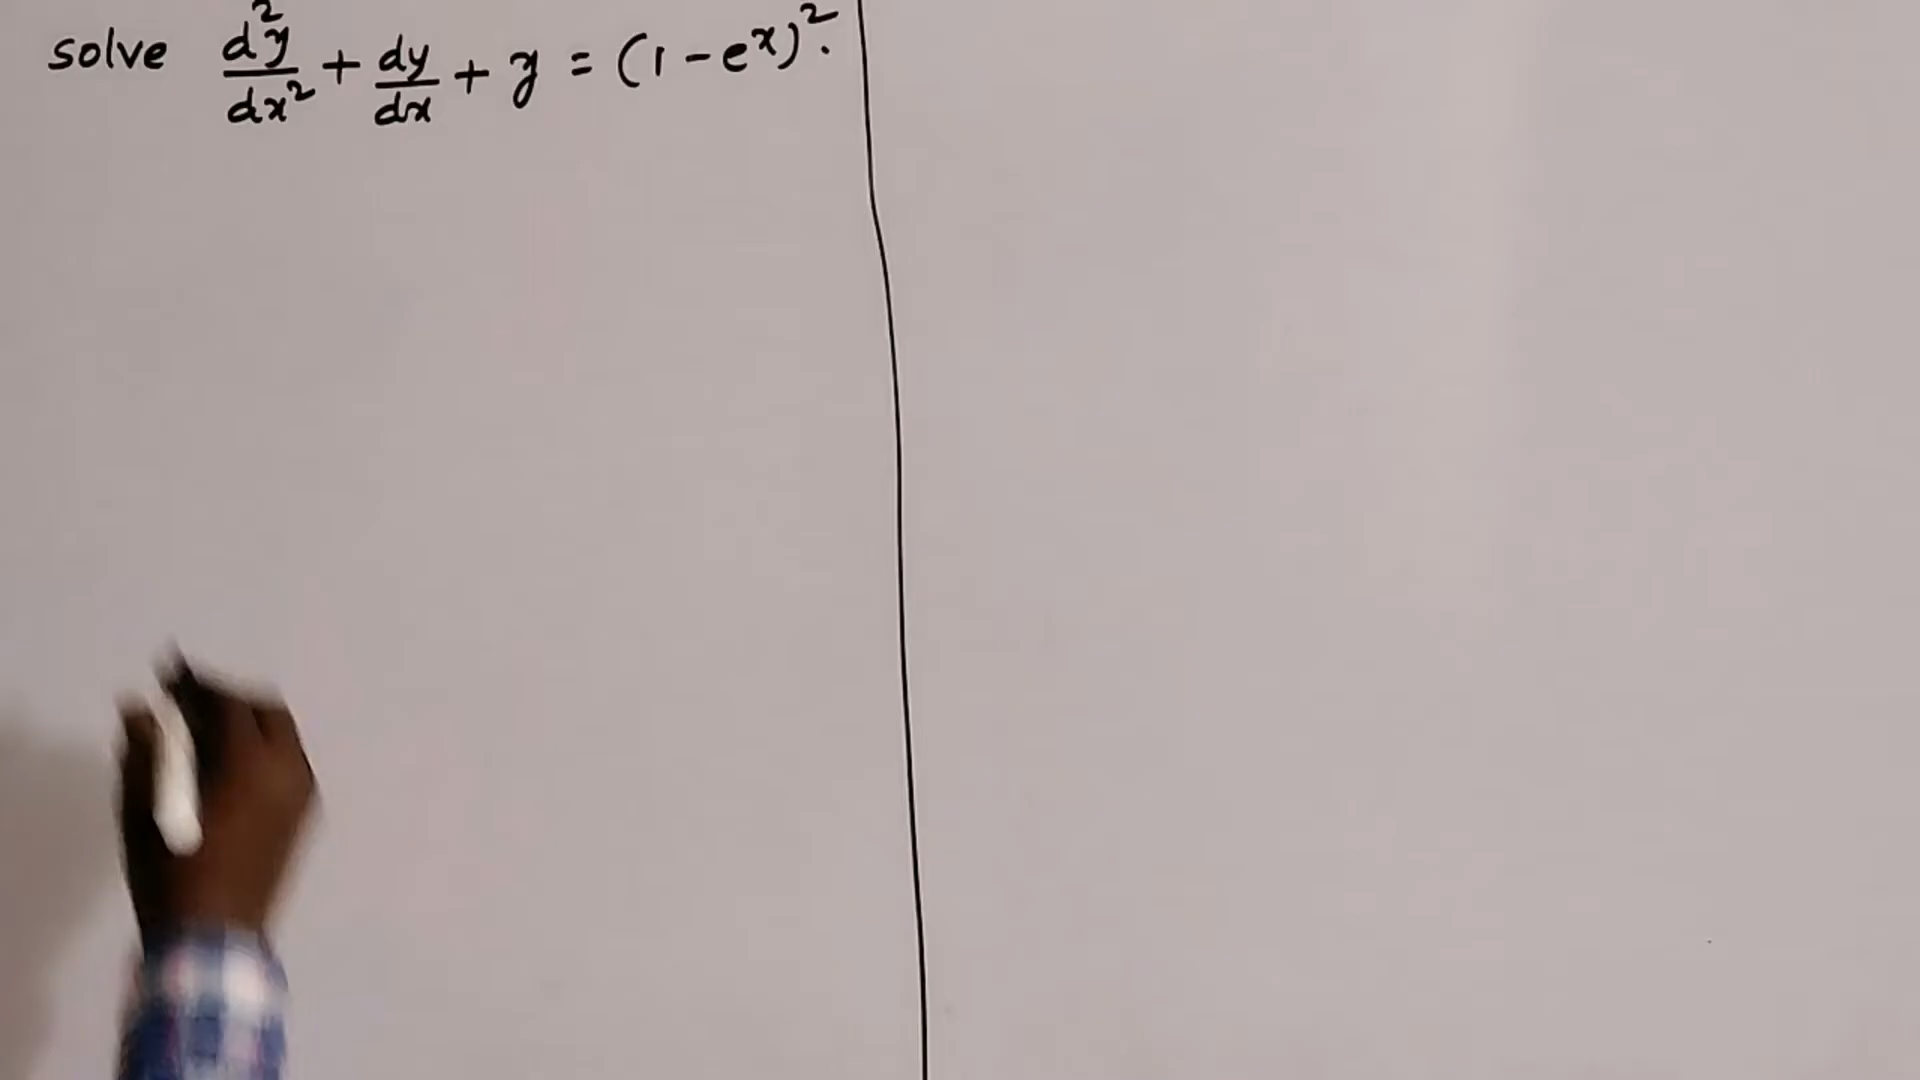 solve d²y/dx² + dy/dx + y = (1 - eˣ)².